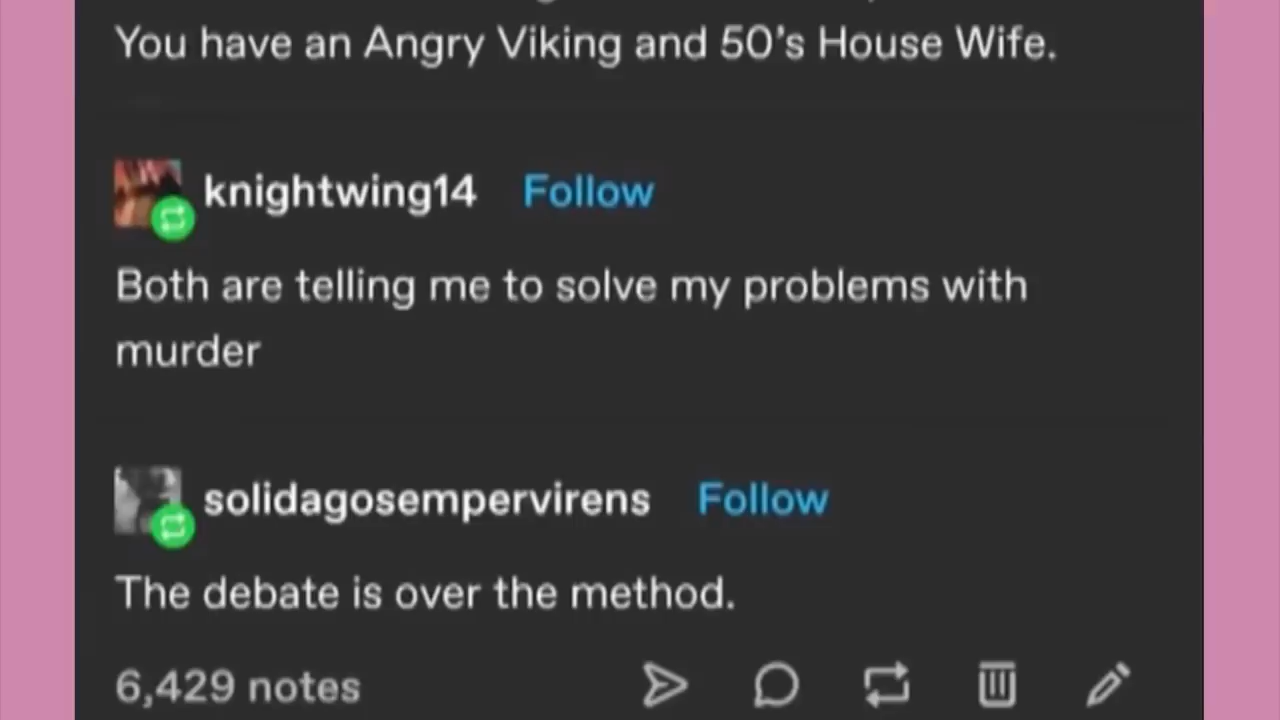 You have an Angry Viking and 50's House Wife.
knightwing14 Follow
Both are telling me to solve my problems with
murder
solidagosempervirens Follow
The debate is over the method.
6,429 notes